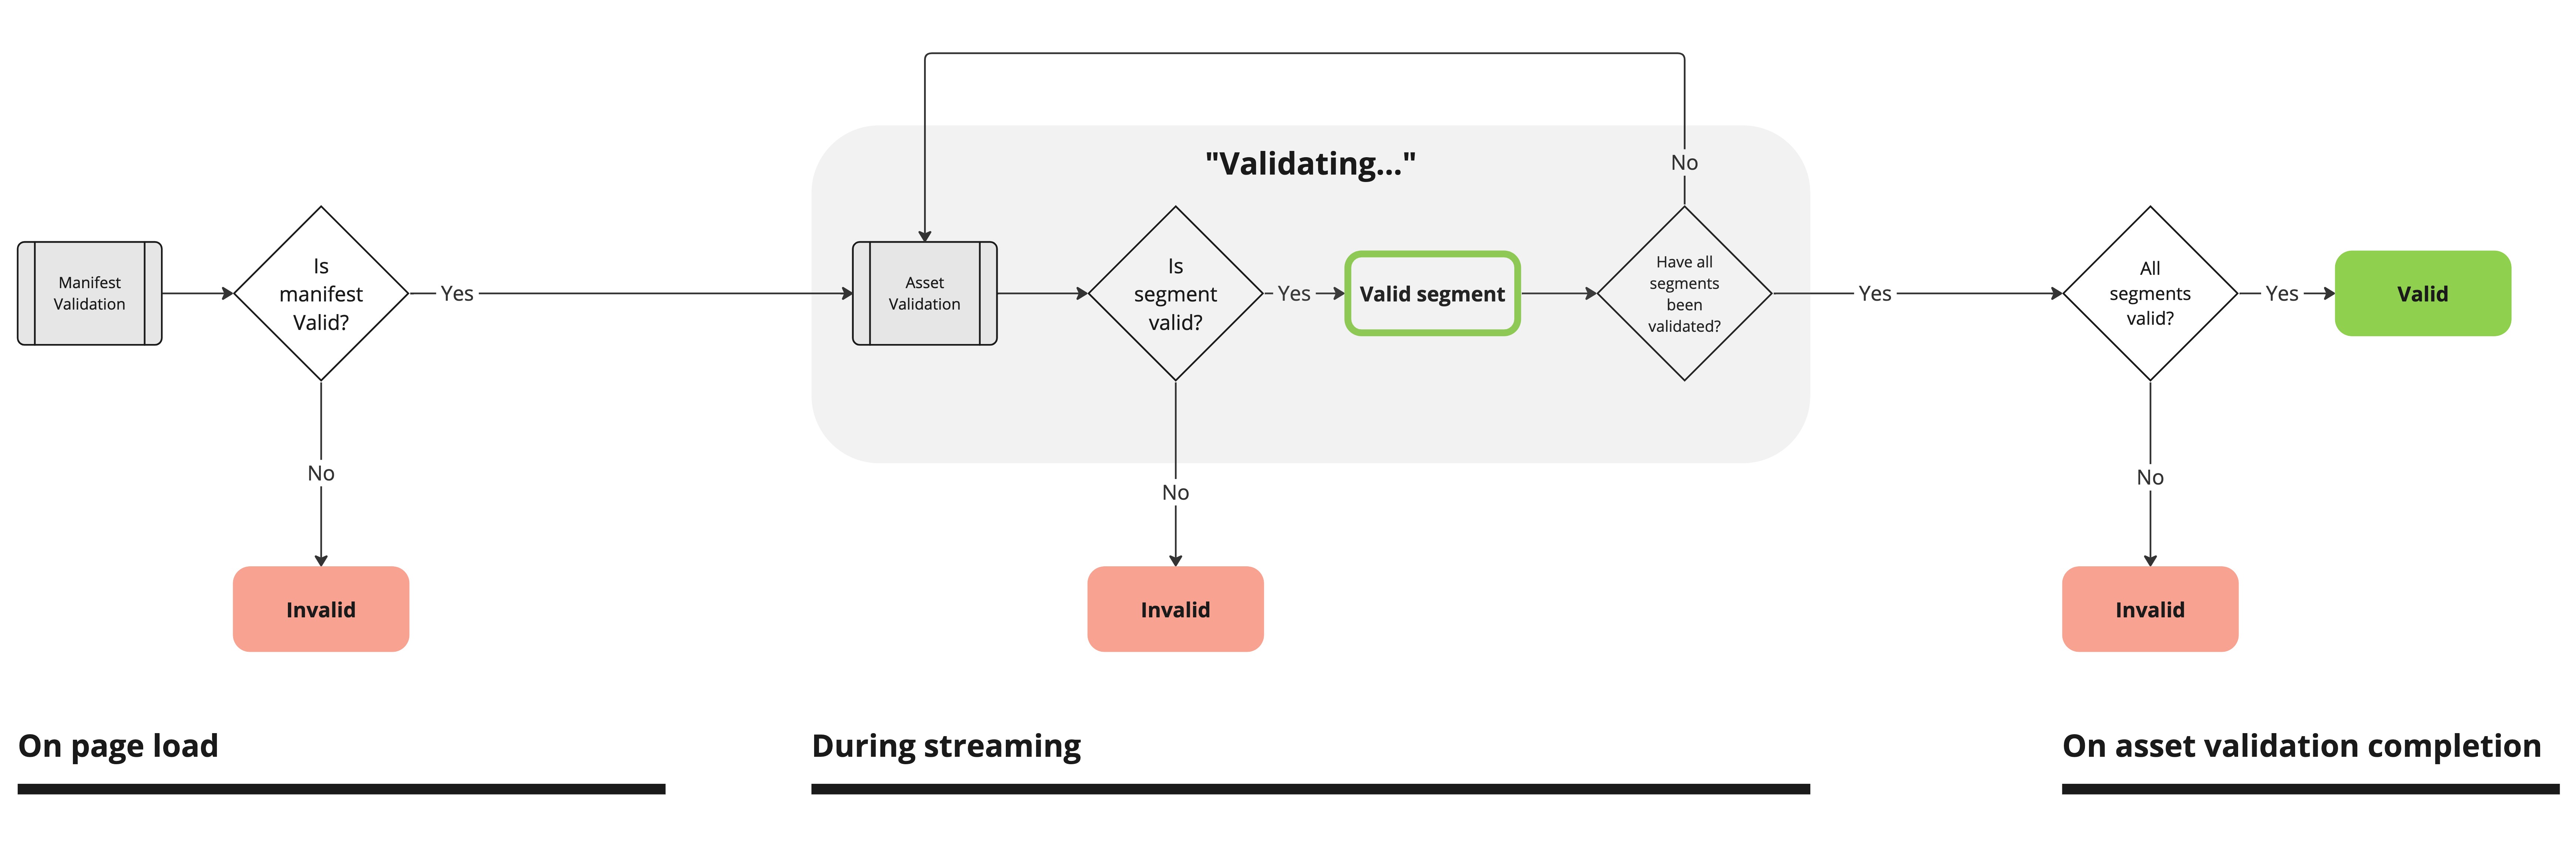 "Validating..."
No
Manifest
Validation
Is
manifest
Valid?
Yes
Asset
Validation
Is
segment
valid?
Yes
Valid segment
Have all
segments
been
validated?
Yes
All
segments
valid?
Yes
Valid
No
No
No
Invalid
Invalid
Invalid
On page load
During streaming
On asset validation completion